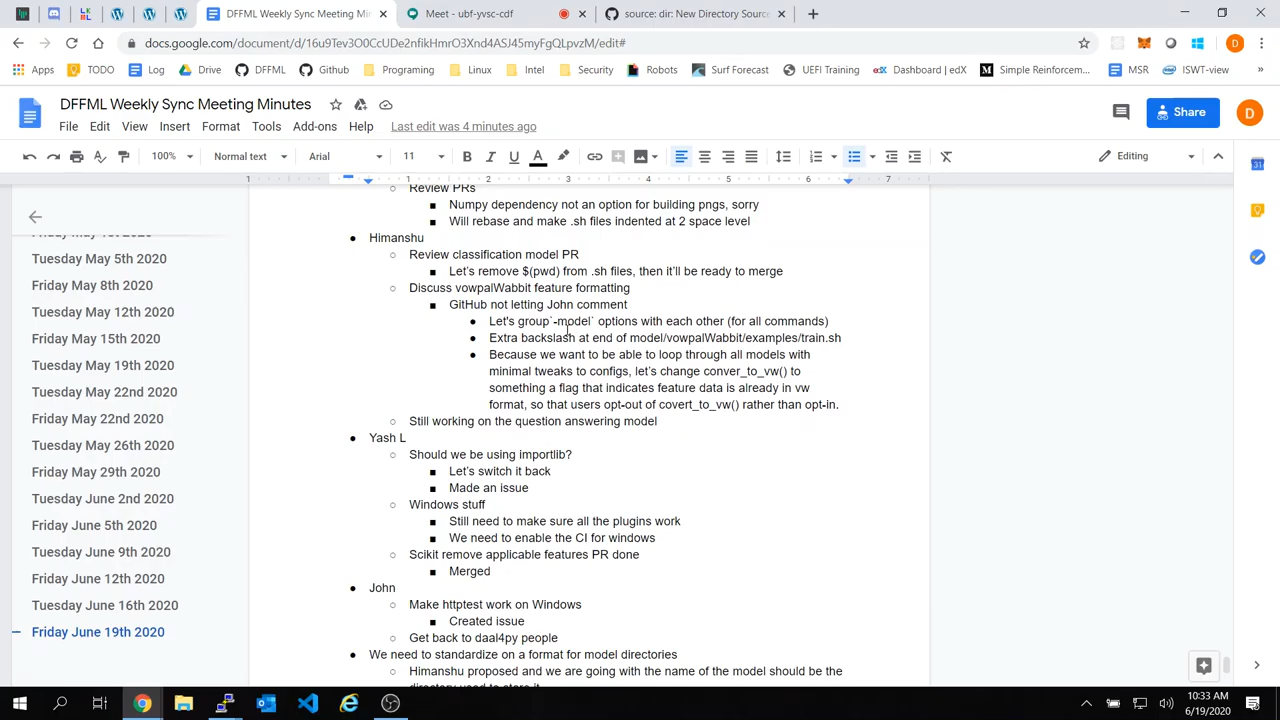 DFFML Weekly Sync Meeting Min
Meet - ubf-yvsc-cdf
source: dir: New Directory Source
docs.google.com/document/d/16u9Tev3O0CcUDe2nfikHmrO3Xnd4ASJ45myFgQLpvzM/edit#
Apps
TODO
Log
Drive
DFFML
Github
Programming
Linux
Intel
Security
Robots
Surf Forecast
UEFI Training
Dashboard | edX
Simple Reinforcem...
MSR
ISWT-view
DFFML Weekly Sync Meeting Minutes
File Edit View Insert Format Tools Add-ons Help Last edit was 4 minutes ago
Share
D
100% Normal text Arial 11 Editing
1 1 2 3 4 5 6 7
Tuesday May 5th 2020
Friday May 8th 2020
Tuesday May 12th 2020
Friday May 15th 2020
Tuesday May 19th 2020
Friday May 22nd 2020
Friday May 22nd 2020
Tuesday May 26th 2020
Friday May 29th 2020
Tuesday June 2nd 2020
Friday June 5th 2020
Tuesday June 9th 2020
Friday June 12th 2020
Tuesday June 16th 2020
Friday June 19th 2020
Review PRs
Numpy dependency not an option for building pngs, sorry
Will rebase and make .sh files indented at 2 space level
Himanshu
Review classification model PR
Let's remove $(pwd) from .sh files, then it'll be ready to merge
Discuss vowpalWabbit feature formatting
GitHub not letting John comment
Let's group`-model` options with each other (for all commands)
Extra backslash at end of model/vowpalWabbit/examples/train.sh
Because we want to be able to loop through all models with
minimal tweaks to configs, let's change conver_to_vw() to
something a flag that indicates feature data is already in vw
format, so that users opt-out of covert_to_vw() rather than opt-in.
Still working on the question answering model
Yash L
Should we be using importlib?
Let's switch it back
Made an issue
Windows stuff
Still need to make sure all the plugins work
We need to enable the CI for windows
Scikit remove applicable features PR done
Merged
John
Make httptest work on Windows
Created issue
Get back to daal4py people
We need to standardize on a format for model directories
Himanshu proposed and we are going with the name of the model should be the
directory used to store it
10:33 AM
6/19/2020